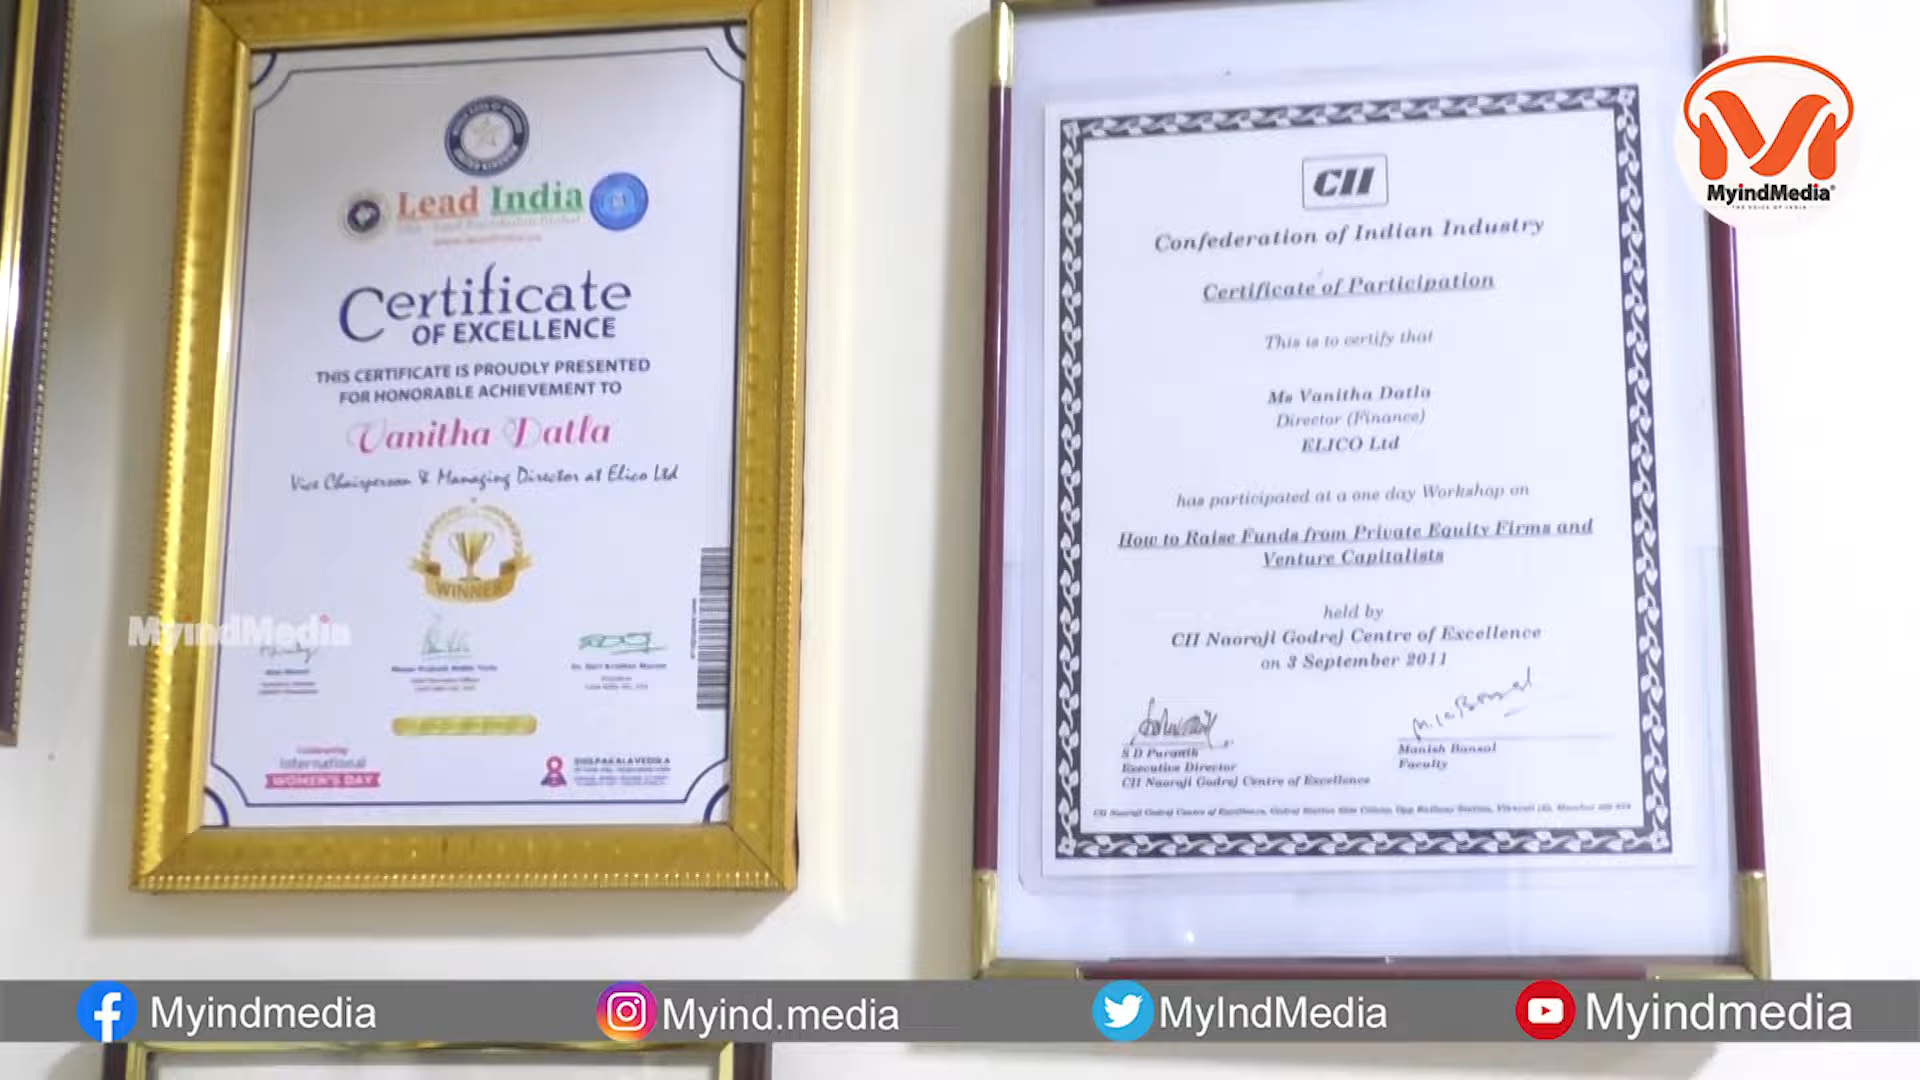 Lead India
Certificate
OF EXCELLENCE
THIS CERTIFICATE IS PROUDLY PRESENTED
FOR HONORABLE ACHIEVEMENT TO
Vanitha Datla
Vice Chairperson & Managing Director at Elico Ltd
WINNER
MyindMedia
International
WOMEN'S DAY
CII
Confederation of Indian Industry
Certificate of Participation
This is to certify that
Ms Vanitha Datla
Director (Finance)
ELICO Ltd
has participated at a one day Workshop on
How to Raise Funds from Private Equity Firms and
Venture Capitalists
held by
CII Naoroji Godrej Centre of Excellence
on 3 September 2011
S D Puranik
Executive Director
CII Naoroji Godrej Centre of Excellence
Manish Bansal
Faculty
MyindMedia
THE VOICE OF INDIA
Myindmedia
Myind.media
MyIndMedia
Myindmedia